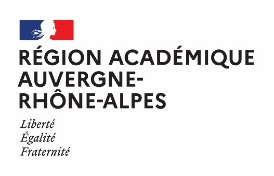 RÉGION ACADÉMIQUE
AUVERGNE-
RHÔNE-ALPES
Liberté
Égalité
Fraternité